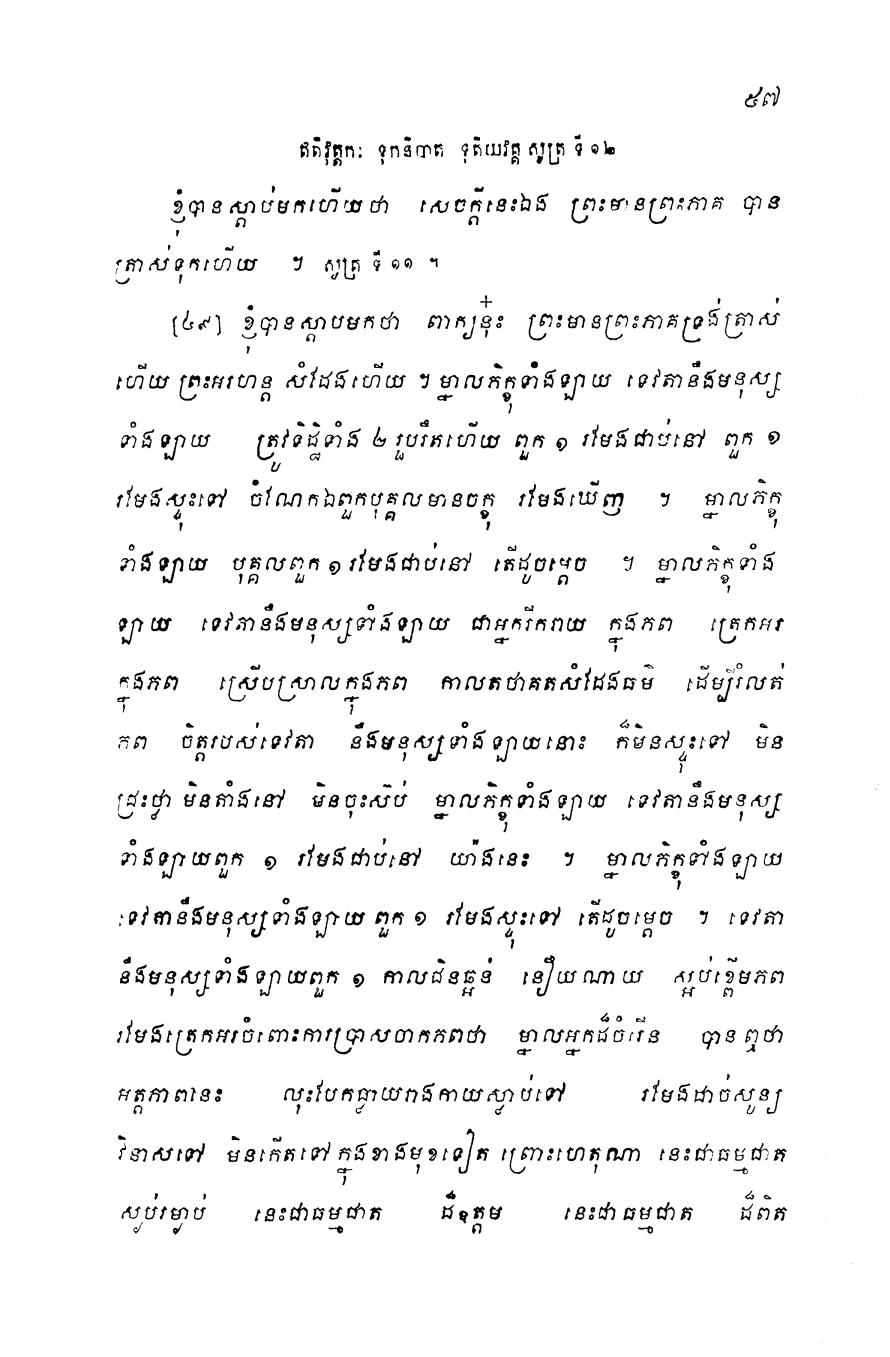 ៥៧
ឥតិវុត្តកៈ ទុកនិបាត ទុតិយវគ្គ សូត្រ ទី ១២
ខ្ញុំបានស្តាប់មកហើយថា សេចក្តីនេះឯង ព្រះមានព្រះភាគ បាន
ត្រាស់ទុកហើយ ។ សូត្រ ទី ១១ ។
[៤៩] ខ្ញុំបានស្តាបមកថា ពាក្យនុ៎ះ ព្រះមានព្រះភាគទ្រង់ត្រាស់
ហើយ ព្រះអរហន្ត សំដែងហើយ ។ ម្នាលភិក្ខុទាំងឡាយ ទេវតានឹងមនុស្ស
ទាំងឡាយ ត្រូវទិដ្ឋិទាំង ២ រួបរឹតហើយ ពួក ១ រមែងជាប់នៅ ពួក ១
រមែងស្ទុះទៅ ចំណែកឯពួកបុគ្គលមានចក្ខុ រមែងឃើញ ។ ម្នាលភិក្ខុ
ទាំងឡាយ បុគ្គលពួក ១ រមែងជាប់នៅ តើដូចម្តេច ។ ម្នាលភិក្ខុទាំង
ឡាយ ទេវតានឹងមនុស្សទាំងឡាយ ជាអ្នករីករាយ ក្នុងភព ត្រេកអរ
ក្នុងភព ស្រើបស្រាលក្នុងភព កាលតថាគតសំដែងធម៌ ដើម្បីរំលត់
ភព ចិត្តរបស់ទេវតា នឹងមនុស្សទាំងឡាយនោះ ក៏មិនស្ទុះទៅ មិន
ជ្រះថ្លា មិនតាំងនៅ មិនចុះស៊ប់ ម្នាលភិក្ខុទាំងឡាយ ទេវតានឹងមនុស្ស
ទាំងឡាយពួក ១ រមែងជាប់នៅ យ៉ាងនេះ ។ ម្នាលភិក្ខុទាំងឡាយ
ទេវតានឹងមនុស្សទាំងឡាយ ពួក ១ រមែងស្ទុះទៅ តើដូចម្តេច ។ ទេវតា
នឹងមនុស្សទាំងឡាយពួក ១ កាលជិនឆ្អន់ នឿយណាយ ស្អប់ខ្ពើមភព
រមែងត្រេកអរចំពោះការប្រាសចាកភពថា ម្នាលអ្នកដ៏ចំរើន បានឮថា
អត្តភាពនេះ លុះបែកធ្លាយរាងកាយស្លាប់ទៅ រមែងដាច់សូន្យ
វិនាសទៅ មិនកើតទៅ ក្នុងខាងមុខទៀត ព្រោះហេតុណា នេះជាធម្មជាត
ស្ងប់រម្ងាប់ នេះជាធម្មជាត ដ៏ឧត្តម នេះជាធម្មជាត ដ៏ពិត